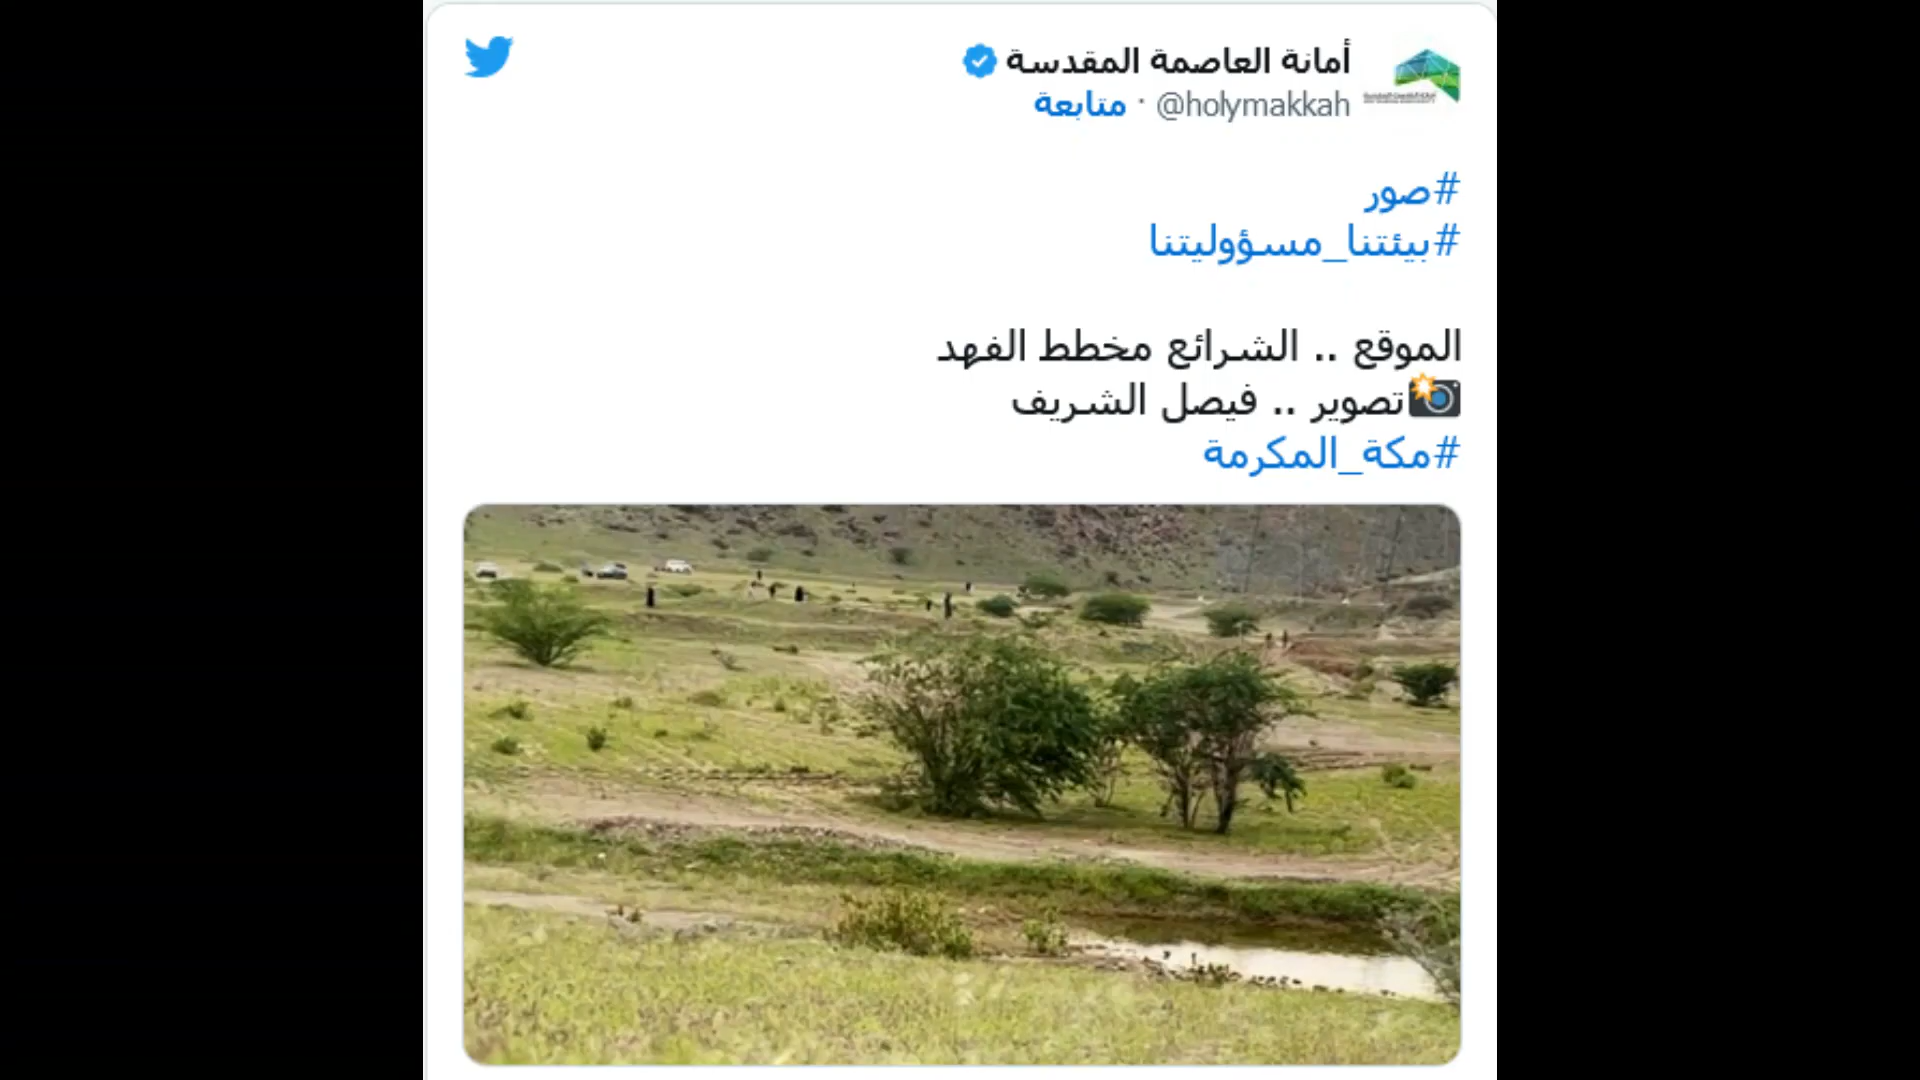 أمانة العاصمة المقدسة
@holymakkah · متابعة
#صور
#بيئتنا_مسؤوليتنا
الموقع .. الشرائع مخطط الفهد
تصوير .. فيصل الشريف
#مكة_المكرمة